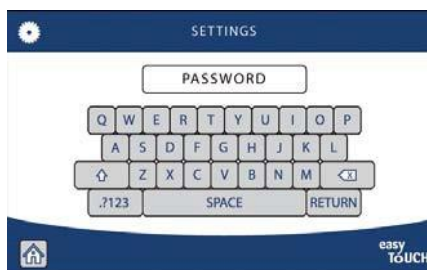 SETTINGS
PASSWORD
Q W E R T Y U I O P
A S D F G H J K L
Z X C V B N M
.?123 SPACE RETURN
easy
TOUCH